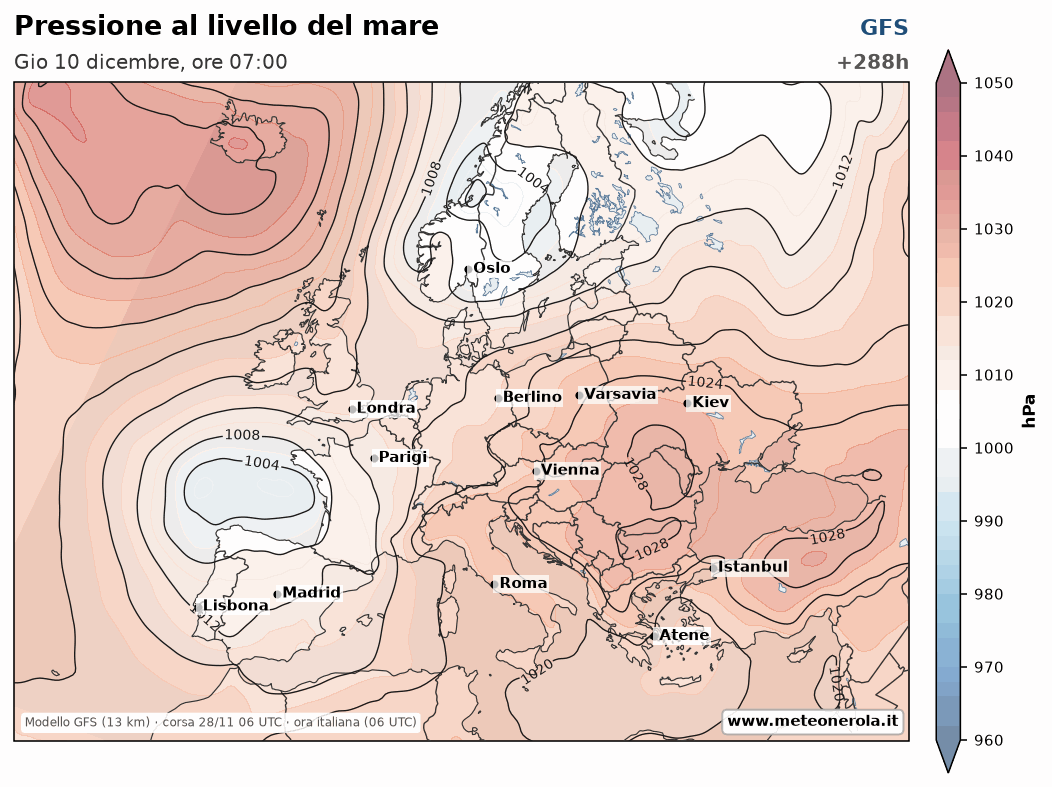 Pressione al livello del mare
GFS
Gio 10 dicembre, ore 07:00
+288h
1050
1040
1030
1020
1010
1000
990
980
970
960
hPa
1012
1008
1004
Oslo
1024
Berlino
Varsavia
Kiev
Londra
1008
Parigi
1004
Vienna
1028
1028
1028
Istanbul
Roma
Madrid
Lisbona
1012
Atene
1020
1020
Modello GFS (13 km) · corsa 28/11 06 UTC · ora italiana (06 UTC)
www.meteonerola.it